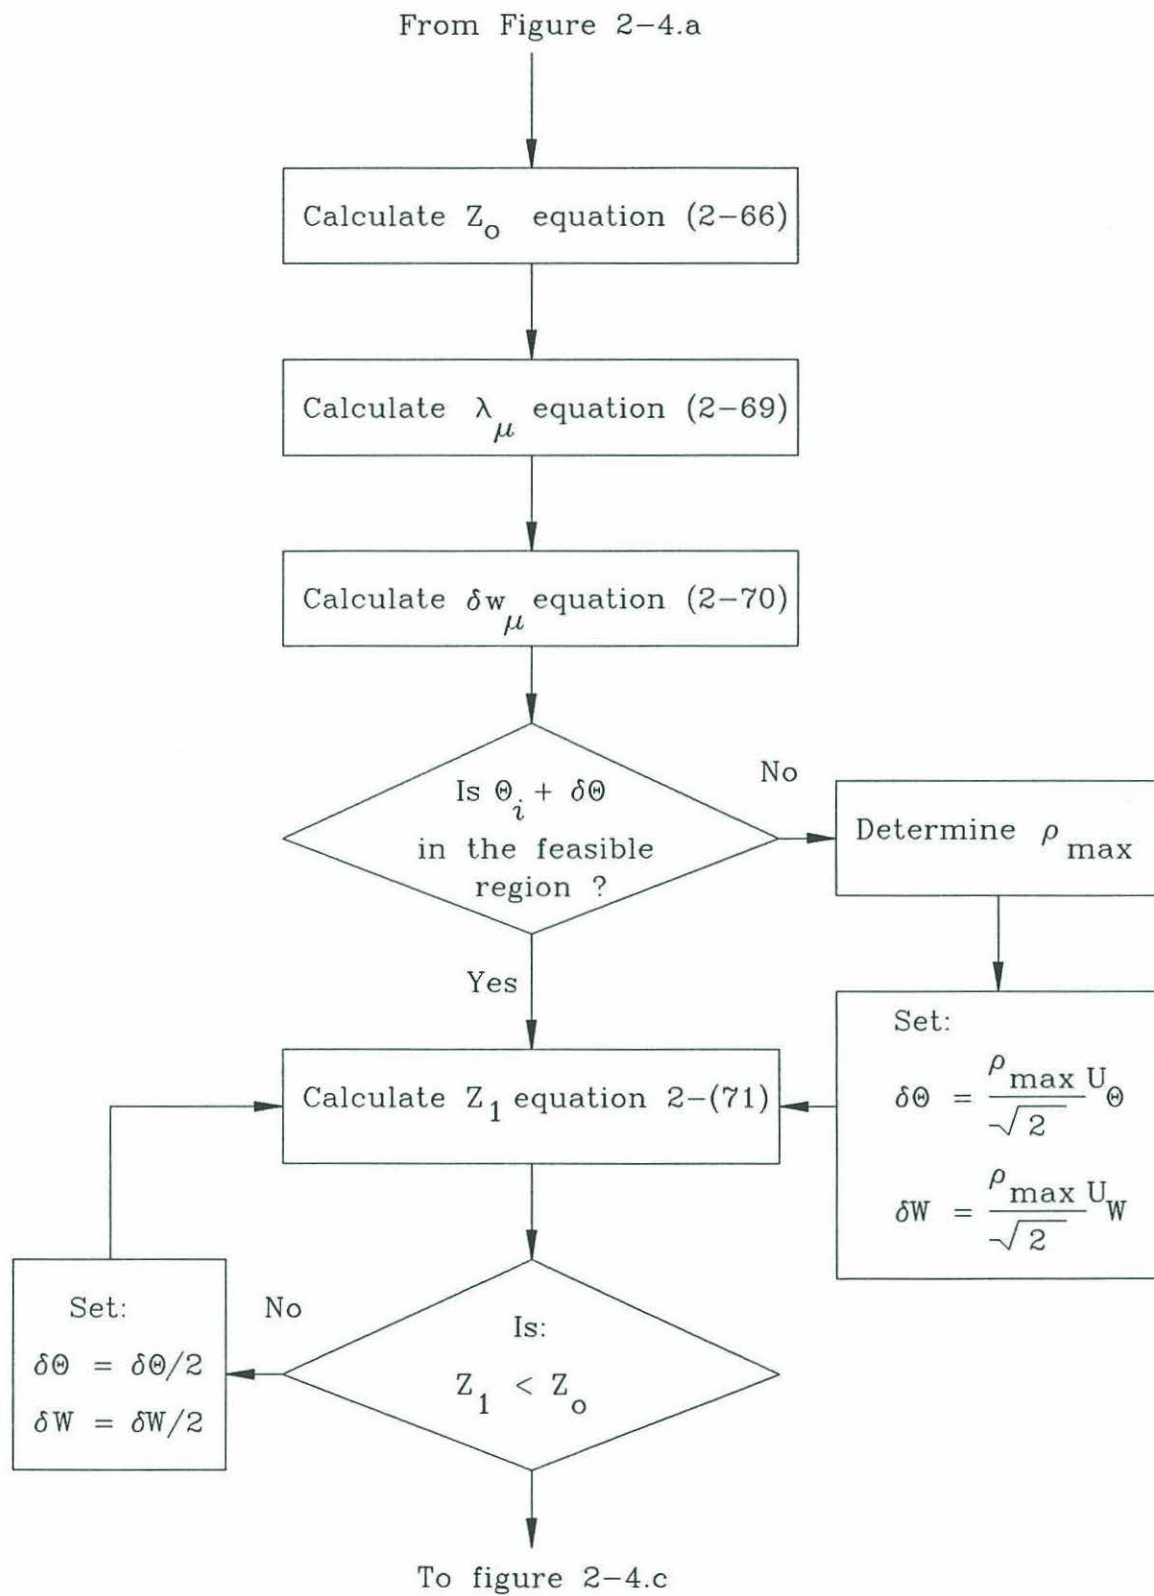 From Figure 2-4.a
Calculate Z_o equation (2-66)
Calculate λ_μ equation (2-69)
Calculate δw_μ equation (2-70)
Is Θ_i + δΘ
in the feasible
region ?
No
Determine ρ_max
Yes
Set:
δΘ = ρ_max/√2 U_Θ
δW = ρ_max/√2 U_W
Calculate Z_1 equation 2-(71)
Is:
Z_1 < Z_o
No
Set:
δΘ = δΘ/2
δW = δW/2
To figure 2-4.c